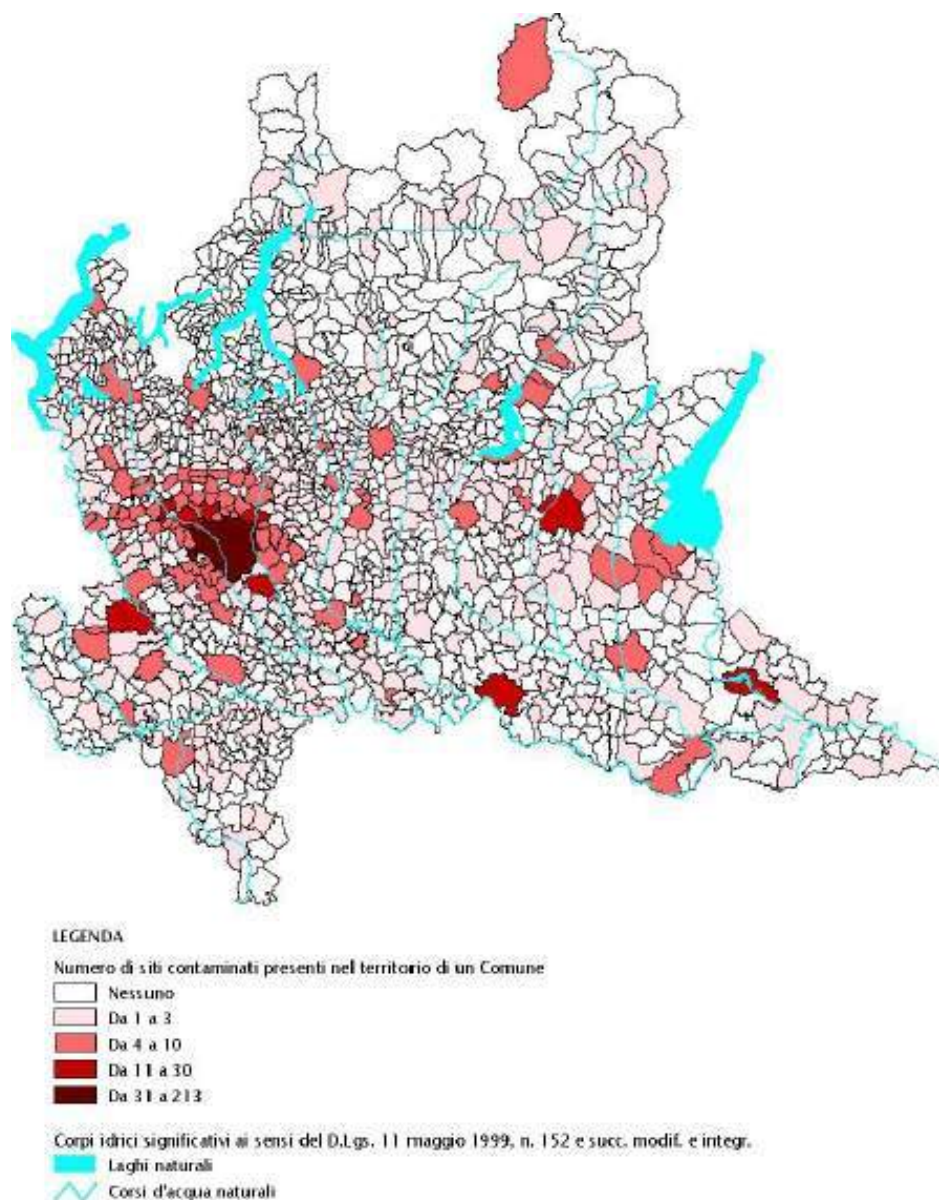 LEGENDA
Numero di siti contaminati presenti nel territorio di un Comune
Nessuno
Da 1 a 3
Da 4 a 10
Da 11 a 30
Da 31 a 213
Corpi idrici significativi ai sensi del D.Lgs. 11 maggio 1999, n. 152 e succ. modif. e integr.
Laghi naturali
Corsi d'acqua naturali